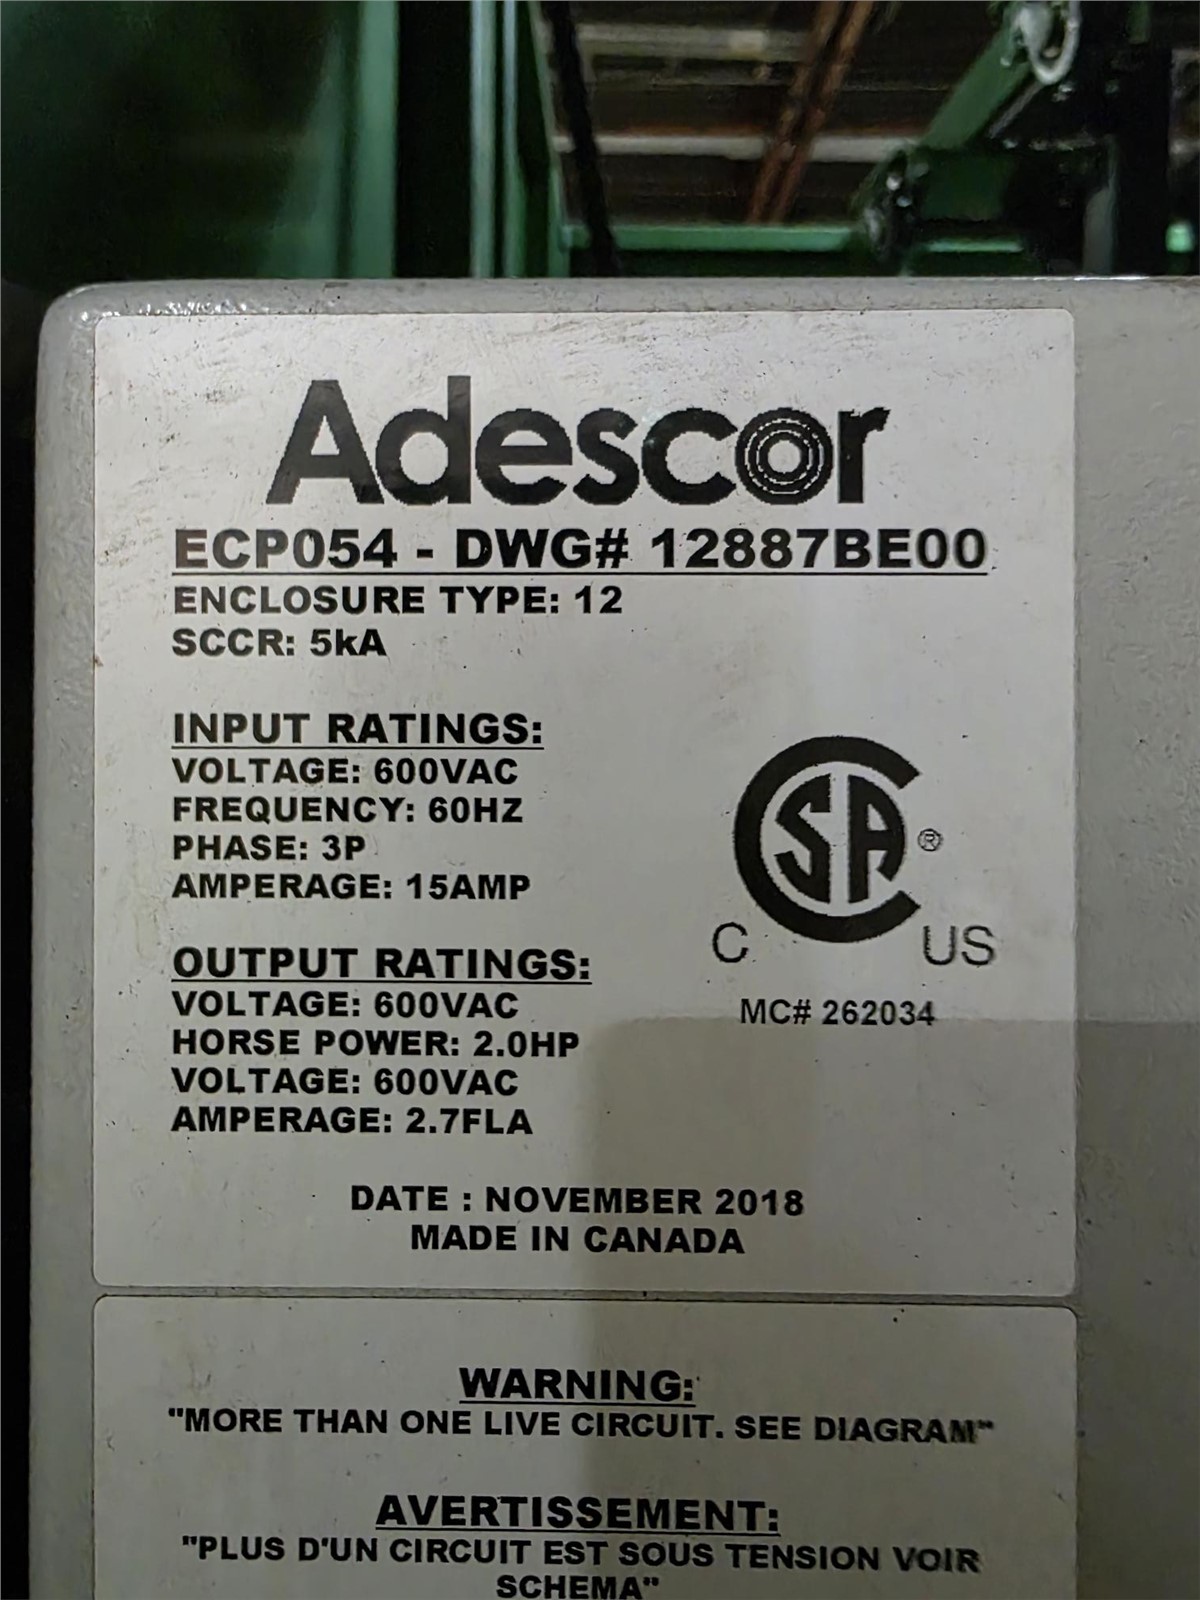 Adescor
ECP054 - DWG# 12887BE00
ENCLOSURE TYPE: 12
SCCR: 5kA
INPUT RATINGS:
VOLTAGE: 600VAC
FREQUENCY: 60HZ
PHASE: 3P
AMPERAGE: 15AMP
CSA ®
C US
MC# 262034
OUTPUT RATINGS:
VOLTAGE: 600VAC
HORSE POWER: 2.0HP
VOLTAGE: 600VAC
AMPERAGE: 2.7FLA
DATE : NOVEMBER 2018
MADE IN CANADA
WARNING:
"MORE THAN ONE LIVE CIRCUIT. SEE DIAGRAM"
AVERTISSEMENT:
"PLUS D'UN CIRCUIT EST SOUS TENSION VOIR
SCHEMA"